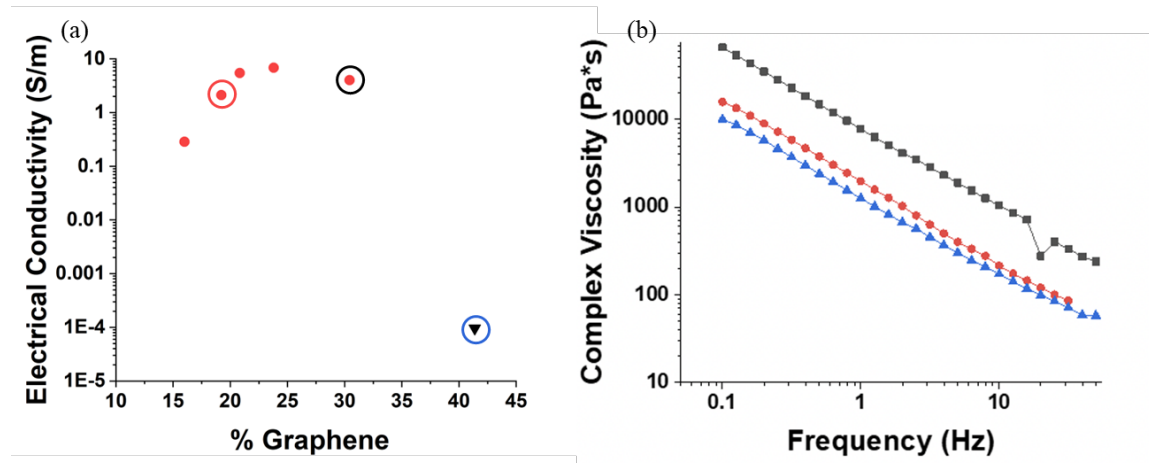 (a)
Electrical Conductivity (S/m)
10
1
0.1
0.01
0.001
1E-4
1E-5
10 15 20 25 30 35 40 45
% Graphene
(b)
Complex Viscosity (Pa*s)
10000
1000
100
10
0.1 1 10
Frequency (Hz)